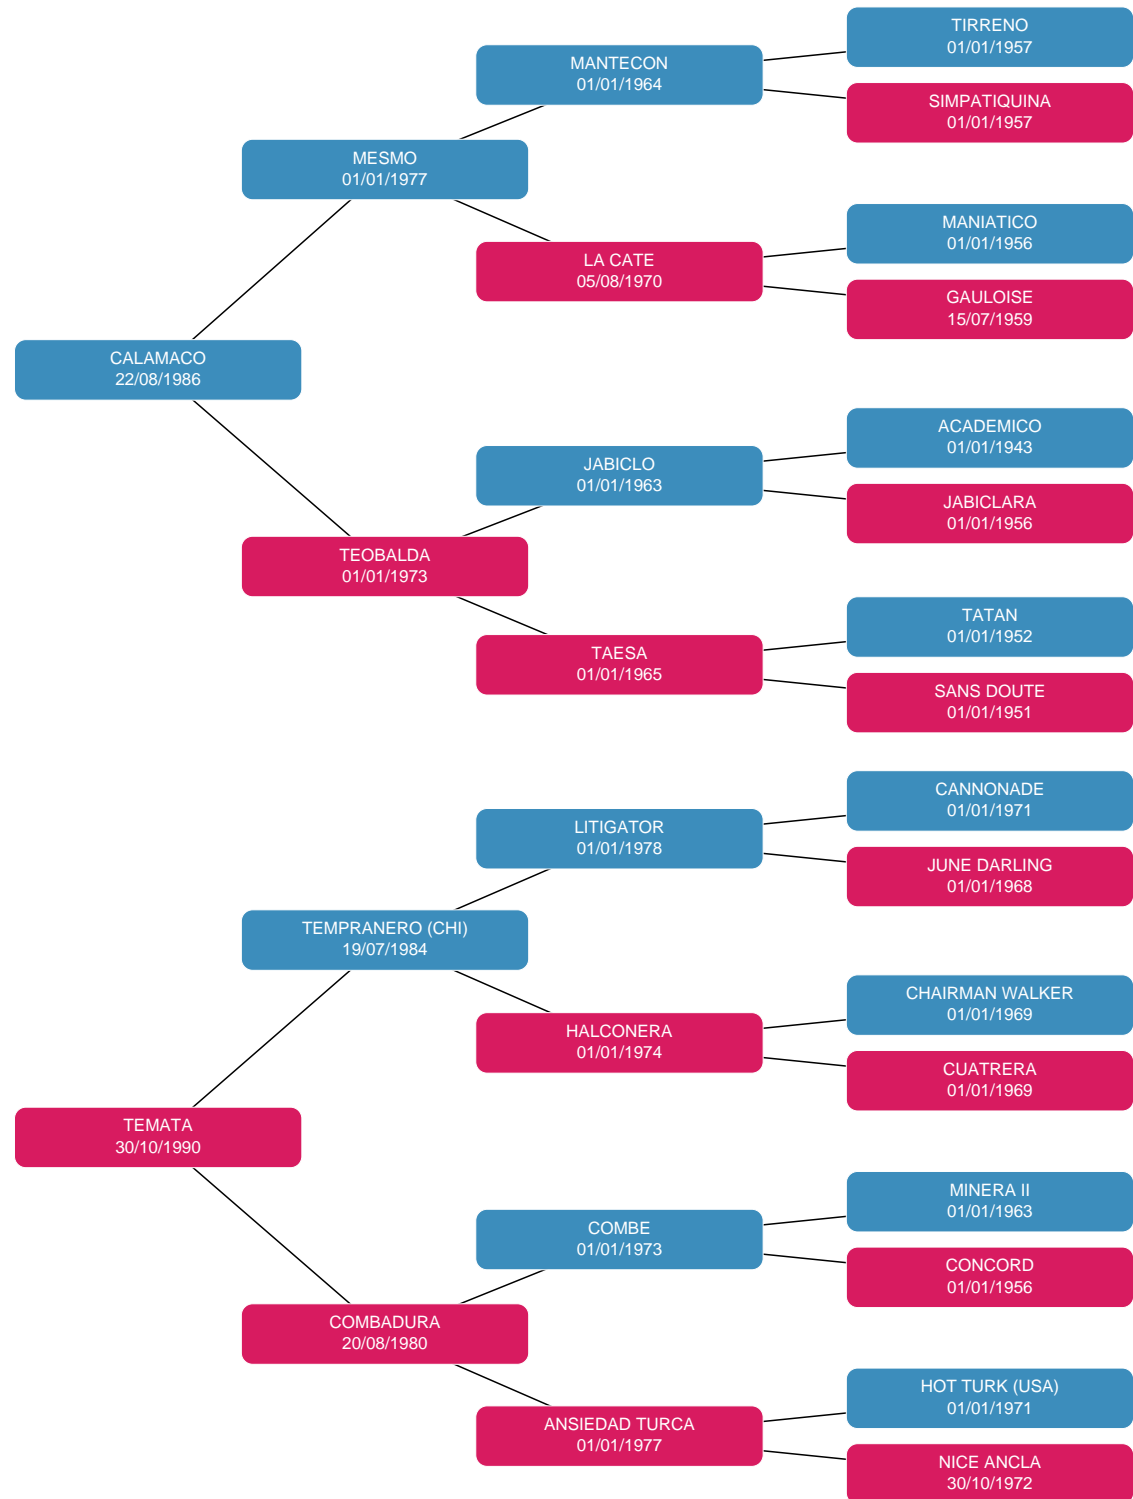 TIRRENO
01/01/1957
MANTECON
01/01/1964
SIMPATIQUINA
01/01/1957
MESMO
01/01/1977
MANIATICO
01/01/1956
LA CATE
05/08/1970
GAULOISE
15/07/1959
CALAMACO
22/08/1986
ACADEMICO
01/01/1943
JABICLO
01/01/1963
JABICLARA
01/01/1956
TEOBALDA
01/01/1973
TATAN
01/01/1952
TAESA
01/01/1965
SANS DOUTE
01/01/1951
CANNONADE
01/01/1971
LITIGATOR
01/01/1978
JUNE DARLING
01/01/1968
TEMPRANERO (CHI)
19/07/1984
CHAIRMAN WALKER
01/01/1969
HALCONERA
01/01/1974
CUATRERA
01/01/1969
TEMATA
30/10/1990
MINERA II
01/01/1963
COMBE
01/01/1973
CONCORD
01/01/1956
COMBADURA
20/08/1980
HOT TURK (USA)
01/01/1971
ANSIEDAD TURCA
01/01/1977
NICE ANCLA
30/10/1972